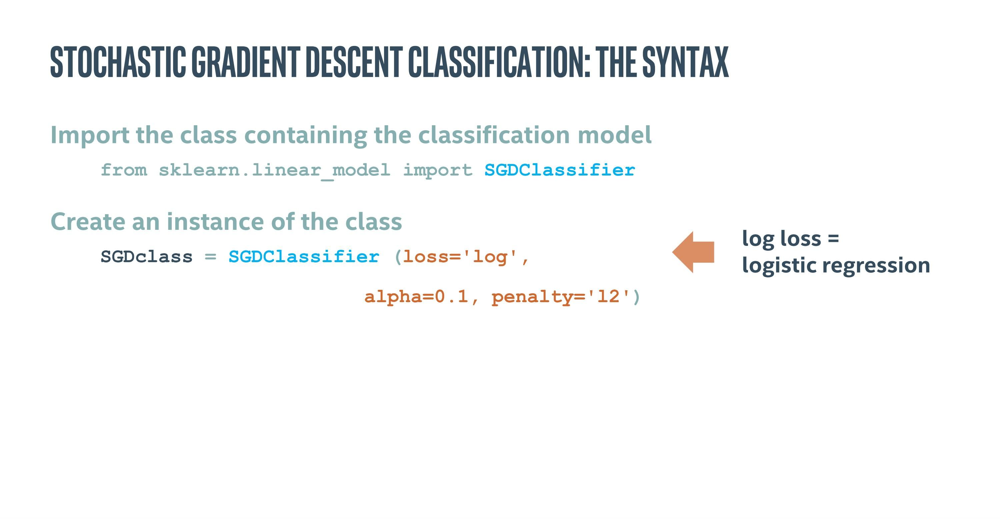 STOCHASTIC GRADIENT DESCENT CLASSIFICATION: THE SYNTAX
Import the class containing the classification model
from sklearn.linear_model import SGDClassifier
Create an instance of the class
SGDclass = SGDClassifier (loss='log',
alpha=0.1, penalty='l2')
log loss =
logistic regression